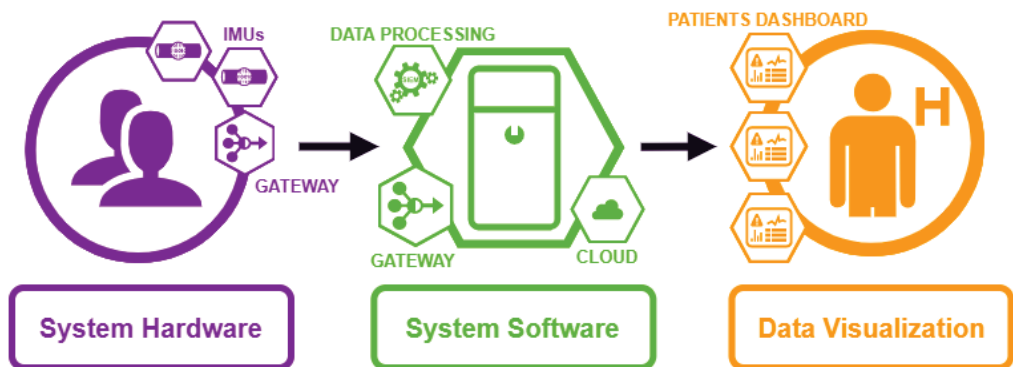 IMUs
GATEWAY
DATA PROCESSING
GATEWAY
CLOUD
PATIENTS DASHBOARD
H
System Hardware
System Software
Data Visualization